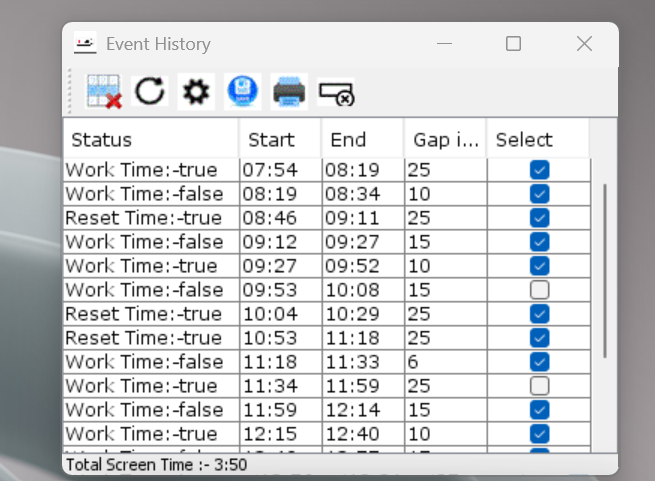 Event History
Status Start End Gap i... Select
Work Time:-true 07:54 08:19 25
Work Time:-false 08:19 08:34 10
Reset Time:-true 08:46 09:11 25
Work Time:-false 09:12 09:27 15
Work Time:-true 09:27 09:52 10
Work Time:-false 09:53 10:08 15
Reset Time:-true 10:04 10:29 25
Reset Time:-true 10:53 11:18 25
Work Time:-false 11:18 11:33 6
Work Time:-true 11:34 11:59 25
Work Time:-false 11:59 12:14 15
Work Time:-true 12:15 12:40 10
Total Screen Time :- 3:50